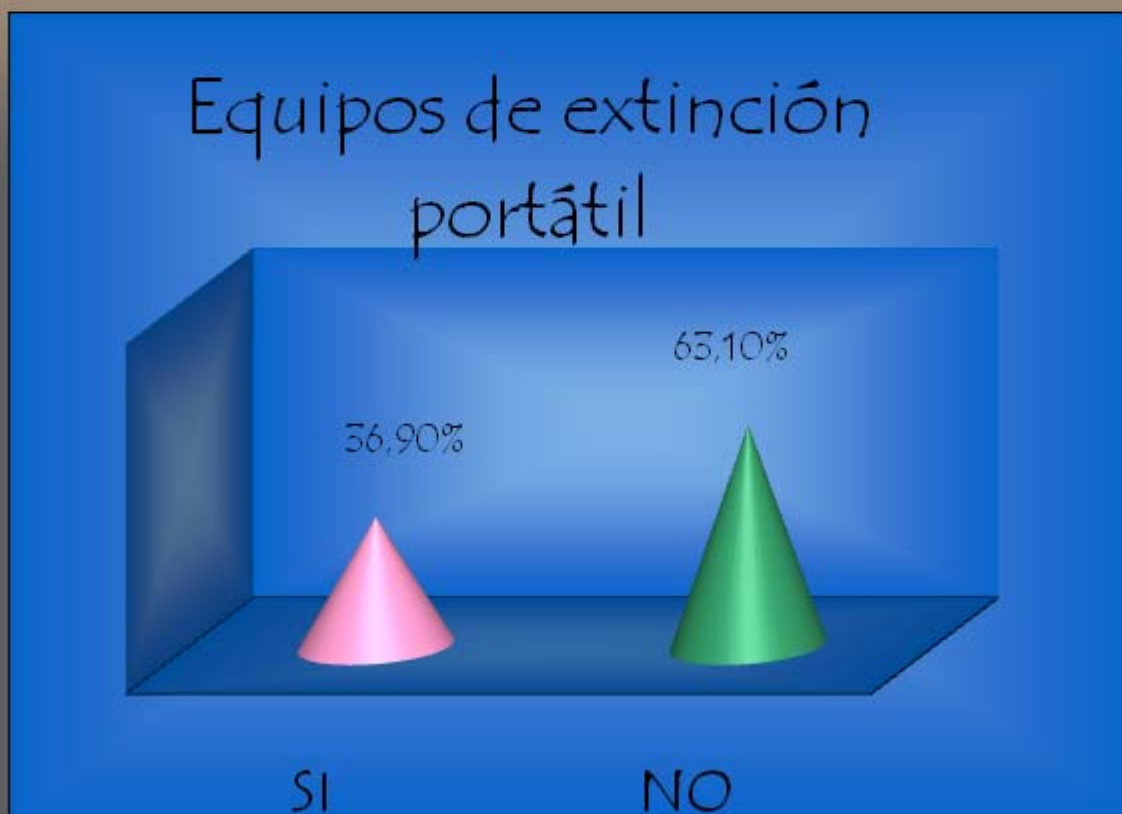 Equipos de extinción
portátil
63,10%
36,90%
SI NO